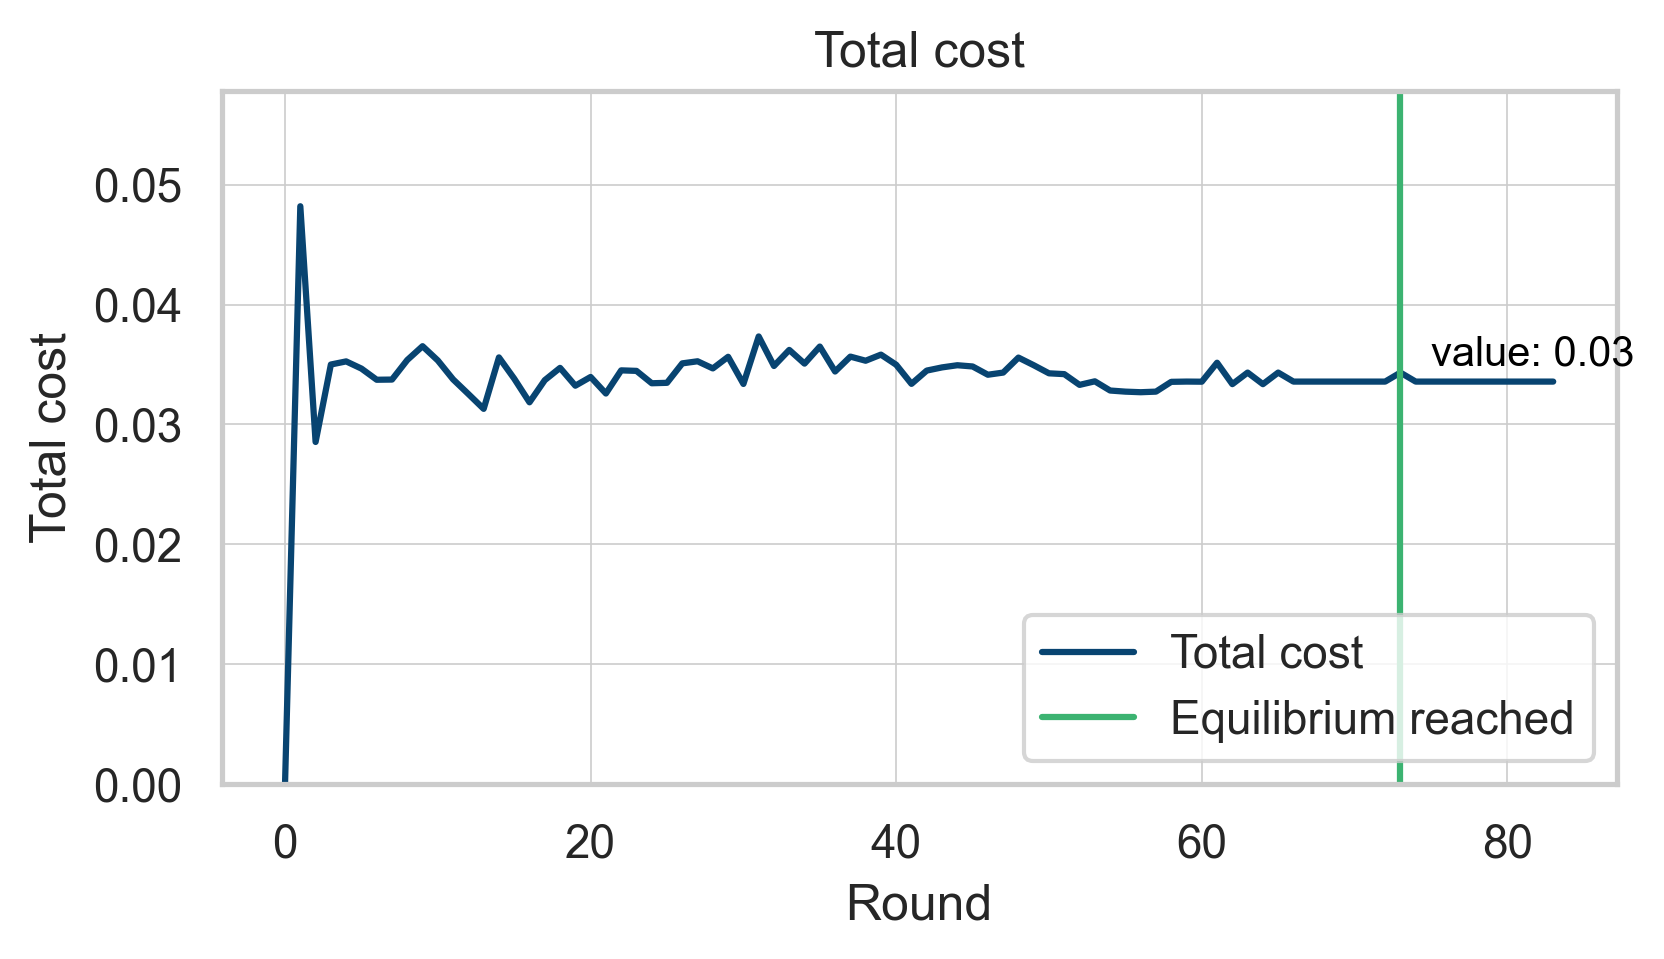 Total cost
Total cost
0.05
0.04
0.03
0.02
0.01
0.00
value: 0.03
Total cost
Equilibrium reached
0 20 40 60 80
Round